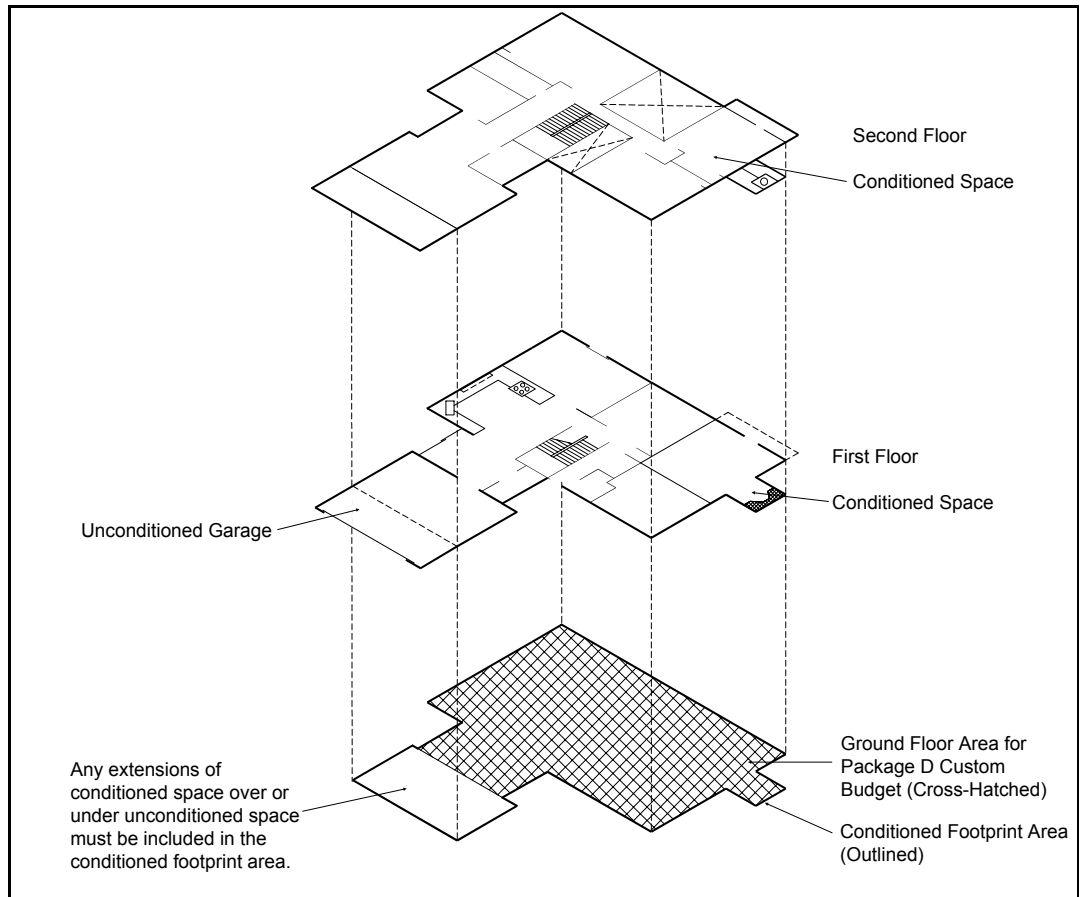 Second Floor
Conditioned Space
First Floor
Conditioned Space
Unconditioned Garage
Any extensions of
conditioned space over or
under unconditioned space
must be included in the
conditioned footprint area.
Ground Floor Area for
Package D Custom
Budget (Cross-Hatched)
Conditioned Footprint Area
(Outlined)